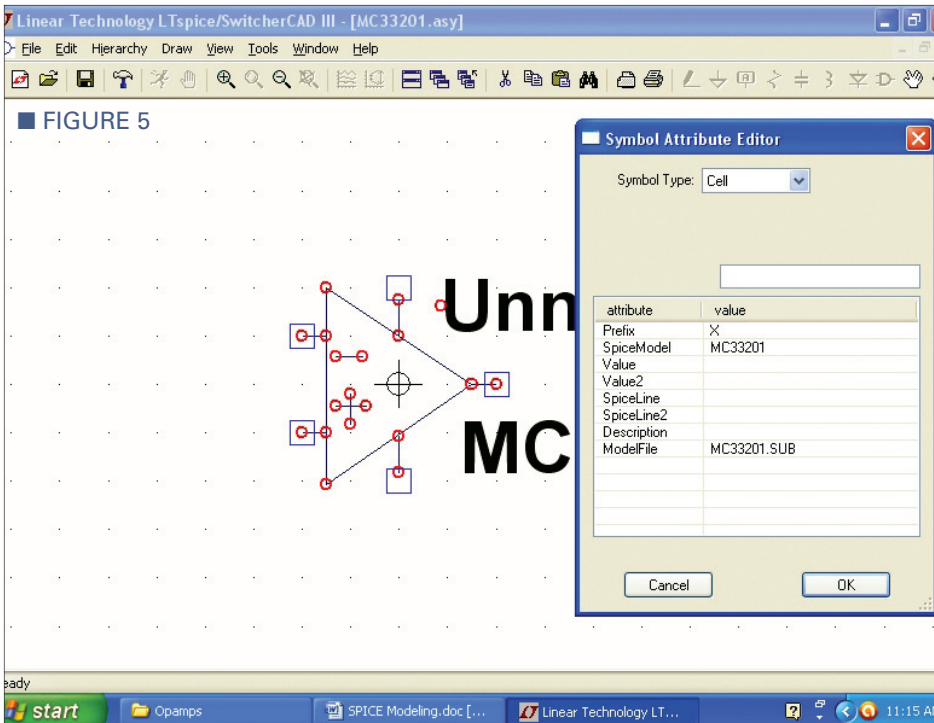 Linear Technology LTspice/SwitcherCAD III - [MC33201.asy]
File Edit Hierarchy Draw View Tools Window Help
■ FIGURE 5
Symbol Attribute Editor
Symbol Type: Cell
Unn
MC
attribute value
Prefix X
SpiceModel MC33201
Value
Value2
SpiceLine
SpiceLine2
Description
ModelFile MC33201.SUB
Cancel OK
eady
start Opamps SPICE Modeling.doc [... Linear Technology LT... 11:15 A